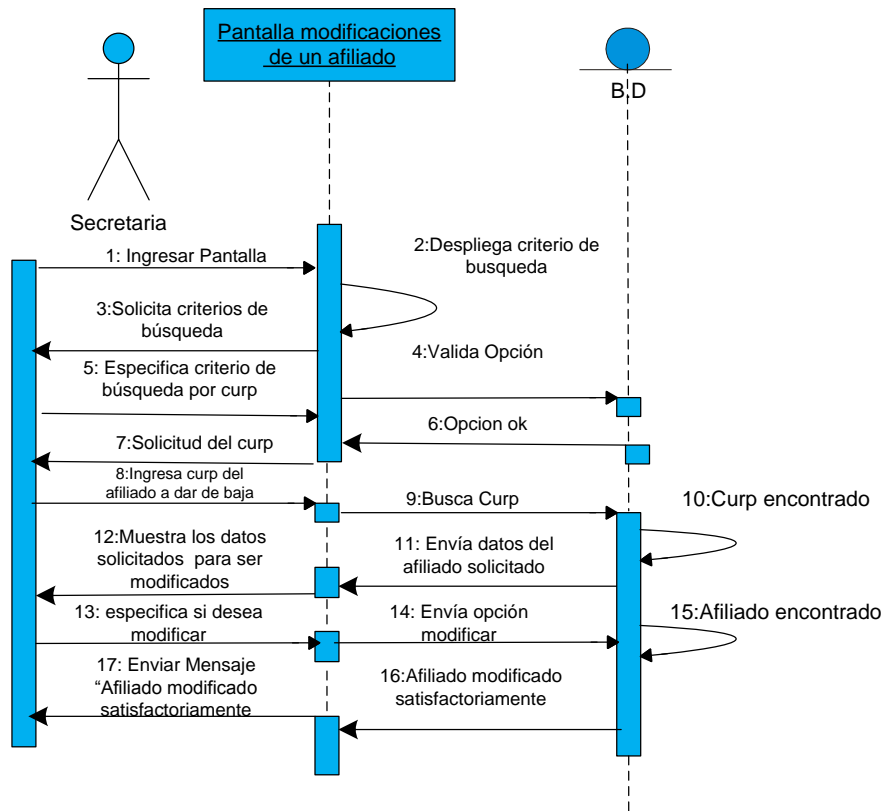 Pantalla modificaciones
de un afiliado
B.D
Secretaria
1: Ingresar Pantalla
2:Despliega criterio de
busqueda
3:Solicita criterios de
búsqueda
4:Valida Opción
5: Especifica criterio de
búsqueda por curp
6:Opcion ok
7:Solicitud del curp
8:Ingresa curp del
afiliado a dar de baja
9:Busca Curp
10:Curp encontrado
11: Envía datos del
afiliado solicitado
12:Muestra los datos
solicitados para ser
modificados
13: especifica si desea
modificar
14: Envía opción
modificar
15:Afiliado encontrado
16:Afiliado modificado
satisfactoriamente
17: Enviar Mensaje
“Afiliado modificado
satisfactoriamente